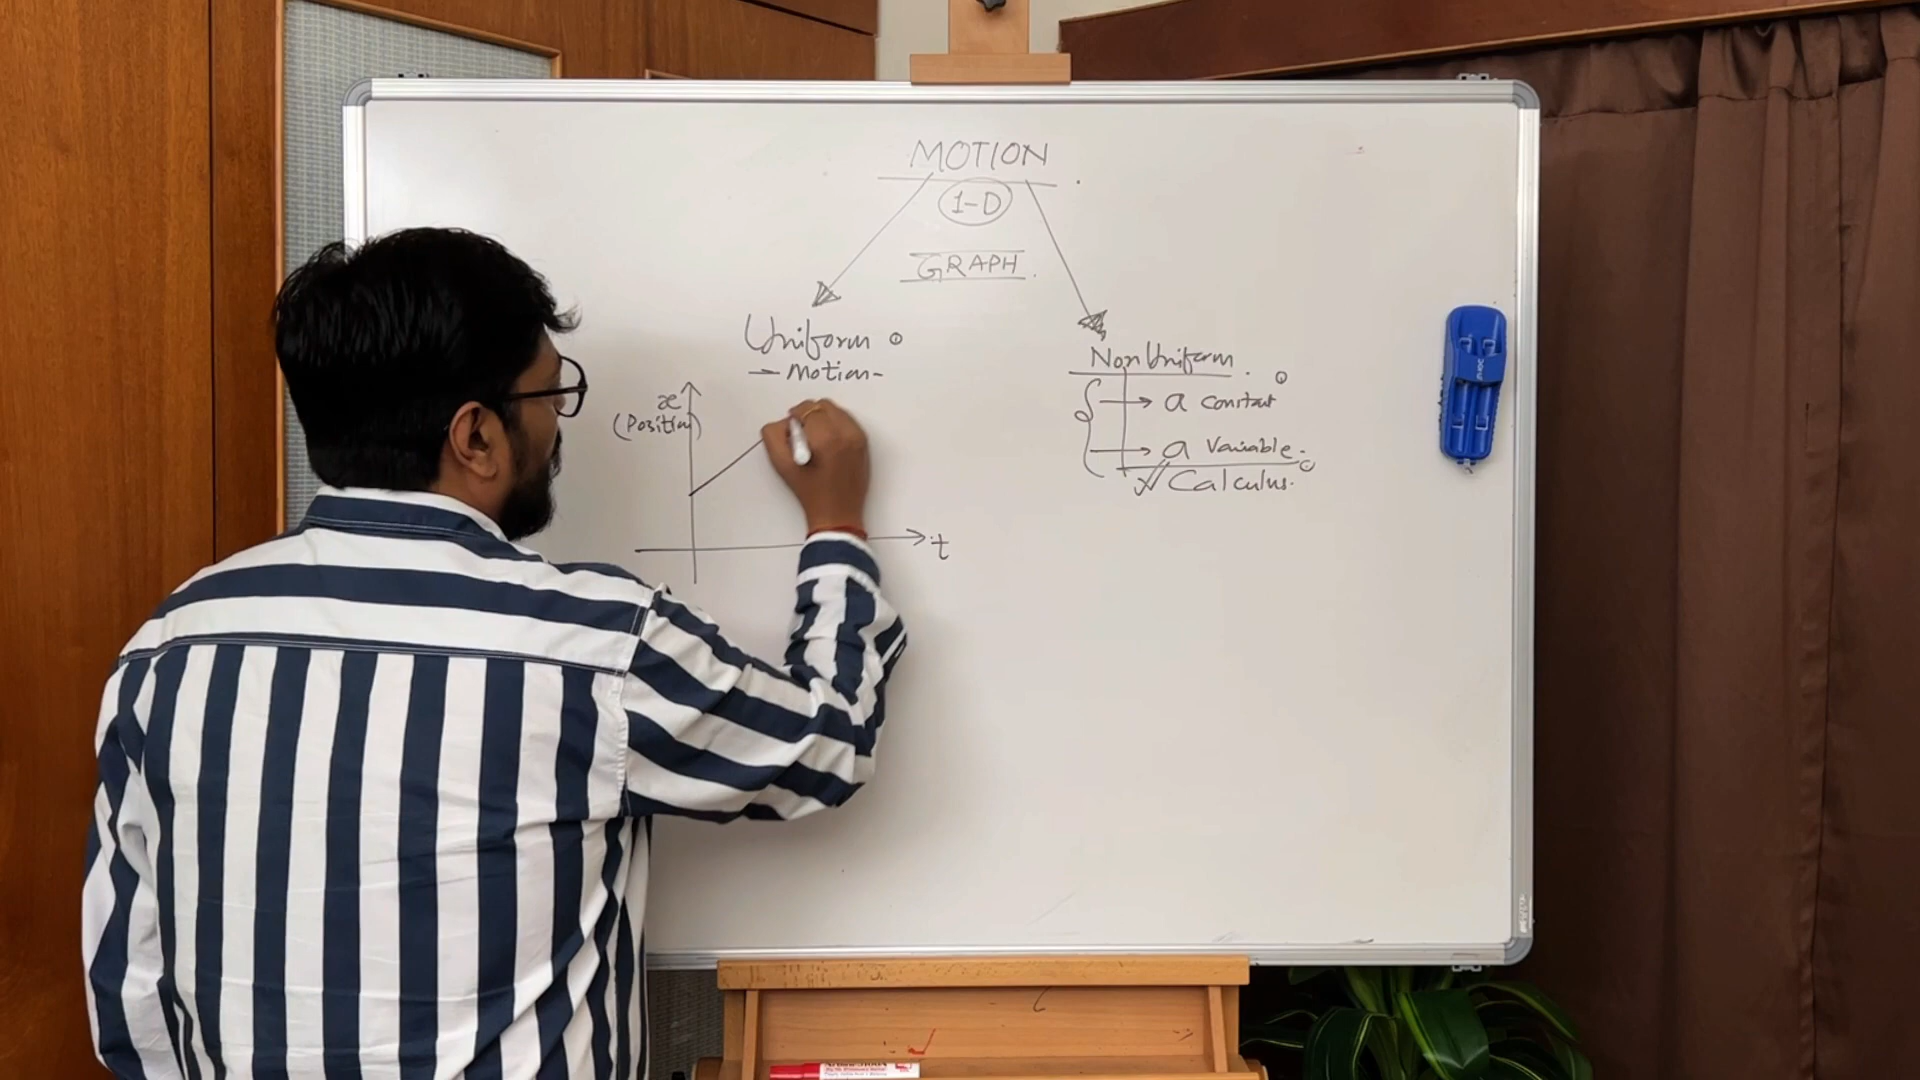 MOTION
1-D
GRAPH
Uniform
Motion
x
(Position)
t
Non Uniform
a constant
a Variable
Calculus.